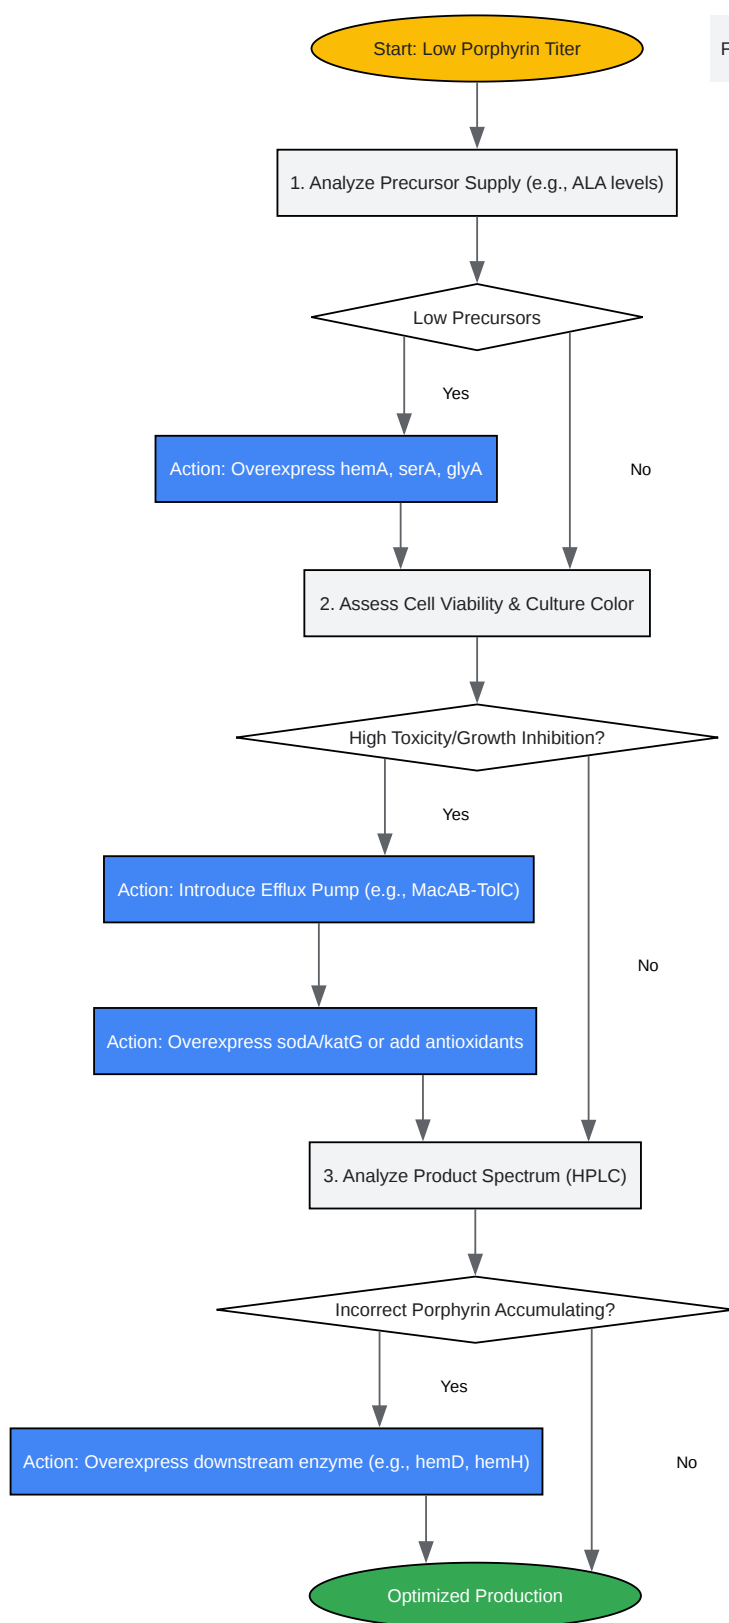 Start: Low Porphyrin Titer
1. Analyze Precursor Supply (e.g., ALA levels)
Low Precursors
Yes
Action: Overexpress hemA, serA, glyA
No
2. Assess Cell Viability & Culture Color
High Toxicity/Growth Inhibition?
Yes
Action: Introduce Efflux Pump (e.g., MacAB-TolC)
No
Action: Overexpress sodA/katG or add antioxidants
3. Analyze Product Spectrum (HPLC)
Incorrect Porphyrin Accumulating?
Yes
Action: Overexpress downstream enzyme (e.g., hemD, hemH)
No
Optimized Production